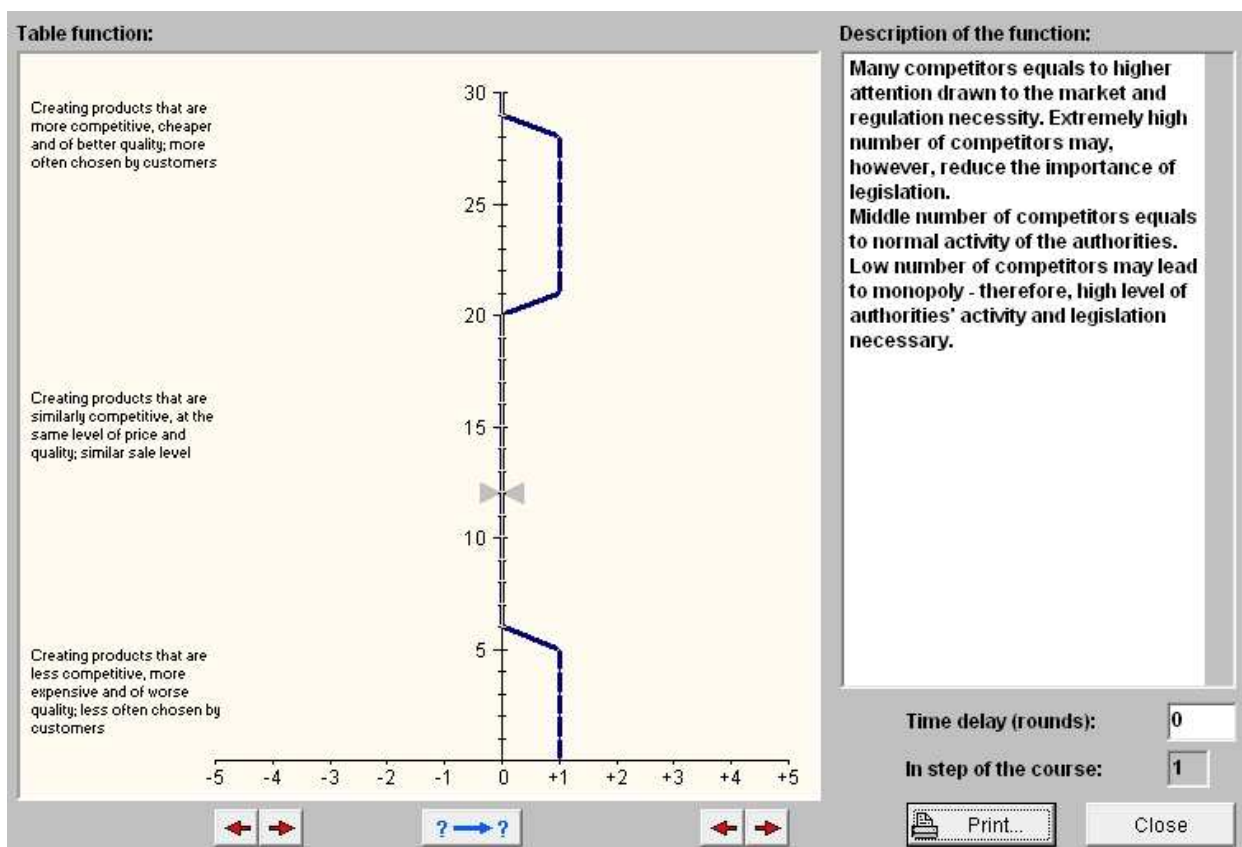 Table function:
Description of the function:
Creating products that are
more competitive, cheaper
and of better quality; more
often chosen by customers
Creating products that are
similarly competitive, at the
same level of price and
quality; similar sale level
Creating products that are
less competitive, more
expensive and of worse
quality; less often chosen by
customers
30
25
20
15
10
5
-5 -4 -3 -2 -1 0 +1 +2 +3 +4 +5
? ?
Many competitors equals to higher
attention drawn to the market and
regulation necessity. Extremely high
number of competitors may,
however, reduce the importance of
legislation.
Middle number of competitors equals
to normal activity of the authorities.
Low number of competitors may lead
to monopoly - therefore, high level of
authorities' activity and legislation
necessary.
Time delay (rounds): 0
In step of the course: 1
Print... Close